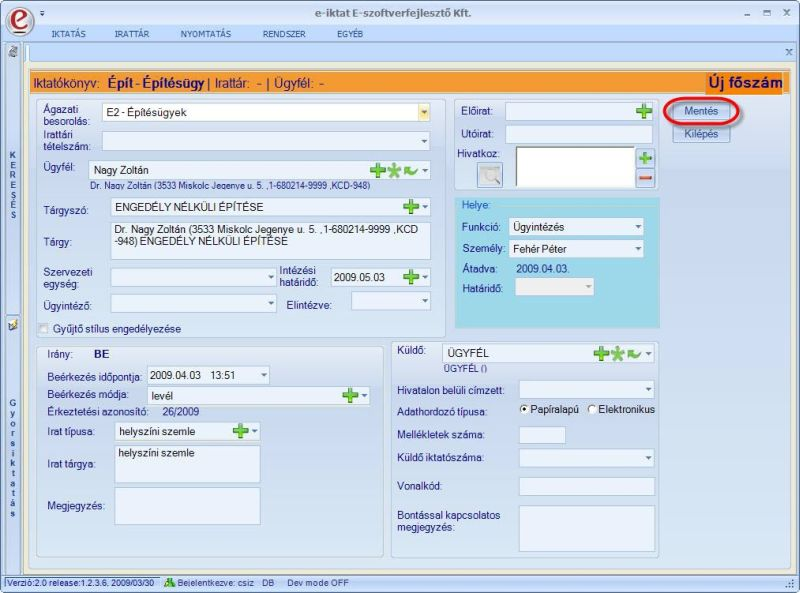 e-iktat E-szoftverfejlesztő Kft.
IKTATÁS IRATTÁR NYOMTATÁS RENDSZER EGYÉB
Iktatókönyv: Épít - Építésügy | Irattár: - | Ügyfél: - Új főszám
KERESÉS
Gyorsiktatás
Ágazati besorolás: E2 - Építésügyek
Irattári tételszám:
Ügyfél: Nagy Zoltán
Dr. Nagy Zoltán (3533 Miskolc Jegenye u. 5. ,1-680214-9999 ,KCD-948)
Tárgyszó: ENGEDÉLY NÉLKÜLI ÉPÍTÉSE
Tárgy: Dr. Nagy Zoltán (3533 Miskolc Jegenye u. 5. ,1-680214-9999 ,KCD
-948) ENGEDÉLY NÉLKÜLI ÉPÍTÉSE
Szervezeti egység:
Intézési határidő: 2009.05.03
Ügyintéző:
Elintézve:
Gyűjtő stílus engedélyezése
Előirat:
Utóirat:
Hivatkoz:
Mentés
Kilépés
Helye:
Funkció: Ügyintézés
Személy: Fehér Péter
Átadva: 2009.04.03.
Határidő:
Irány: BE
Beérkezés időpontja: 2009.04.03 13:51
Beérkezés módja: levél
Érkeztetési azonosító: 26/2009
Irat típusa: helyszíni szemle
Irat tárgya: helyszíni szemle
Megjegyzés:
Küldő: ÜGYFÉL
ÜGYFÉL ()
Hivatalon belüli címzett:
Adathordozó típusa: Papíralapú Elektronikus
Mellékletek száma:
Küldő iktatószáma:
Vonalkód:
Bontással kapcsolatos
megjegyzés:
Verzió:2.0 release:1.2.3.6, 2009/03/30 Bejelentkezve: csiz DB Dev mode OFF